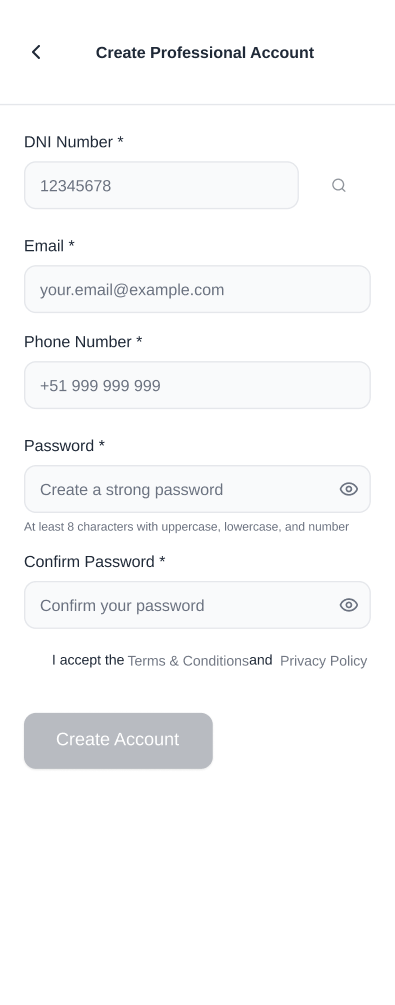 Create Professional Account
DNI Number *
12345678
Email *
your.email@example.com
Phone Number *
+51 999 999 999
Password *
Create a strong password
At least 8 characters with uppercase, lowercase, and number
Confirm Password *
Confirm your password
I accept the Terms & Conditionsand Privacy Policy
Create Account